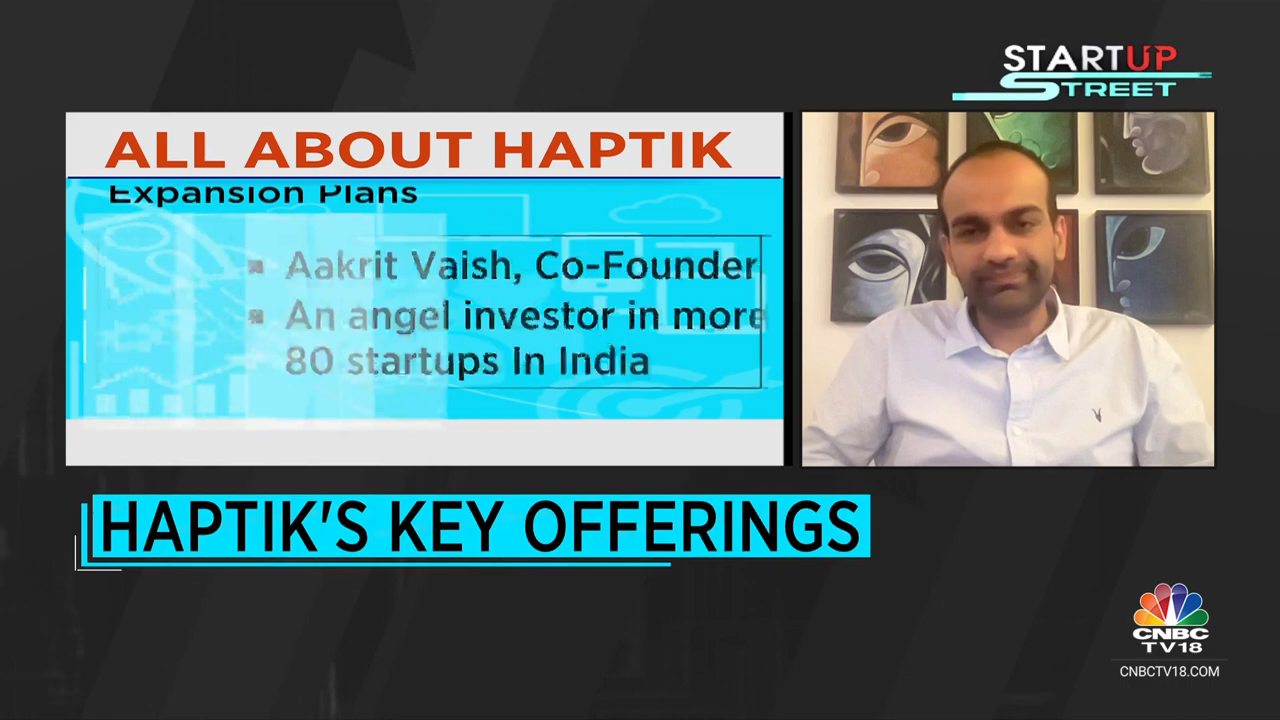 STARTUP
STREET
ALL ABOUT HAPTIK
Expansion Plans
Aakrit Vaish, Co-Founder
An angel investor in more
80 startups In India
HAPTIK'S KEY OFFERINGS
CNBC
TV18
CNBCTV18.COM